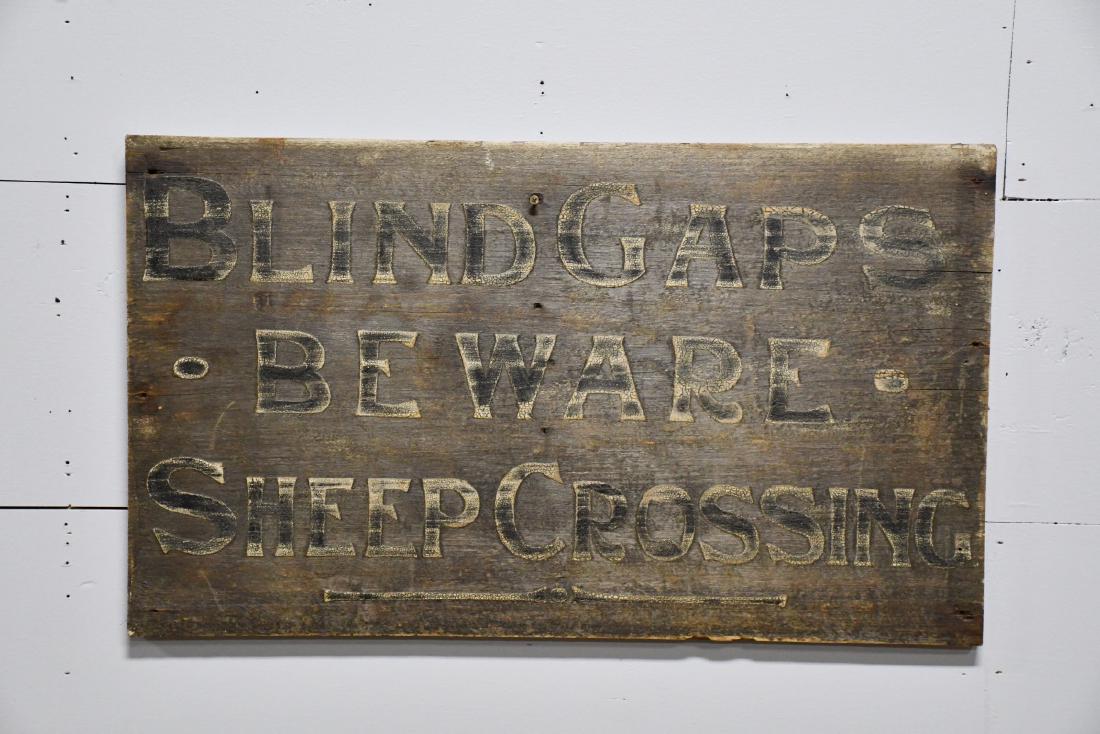 BLIND GAPS
· BEWARE ·
SHEEP CROSSING